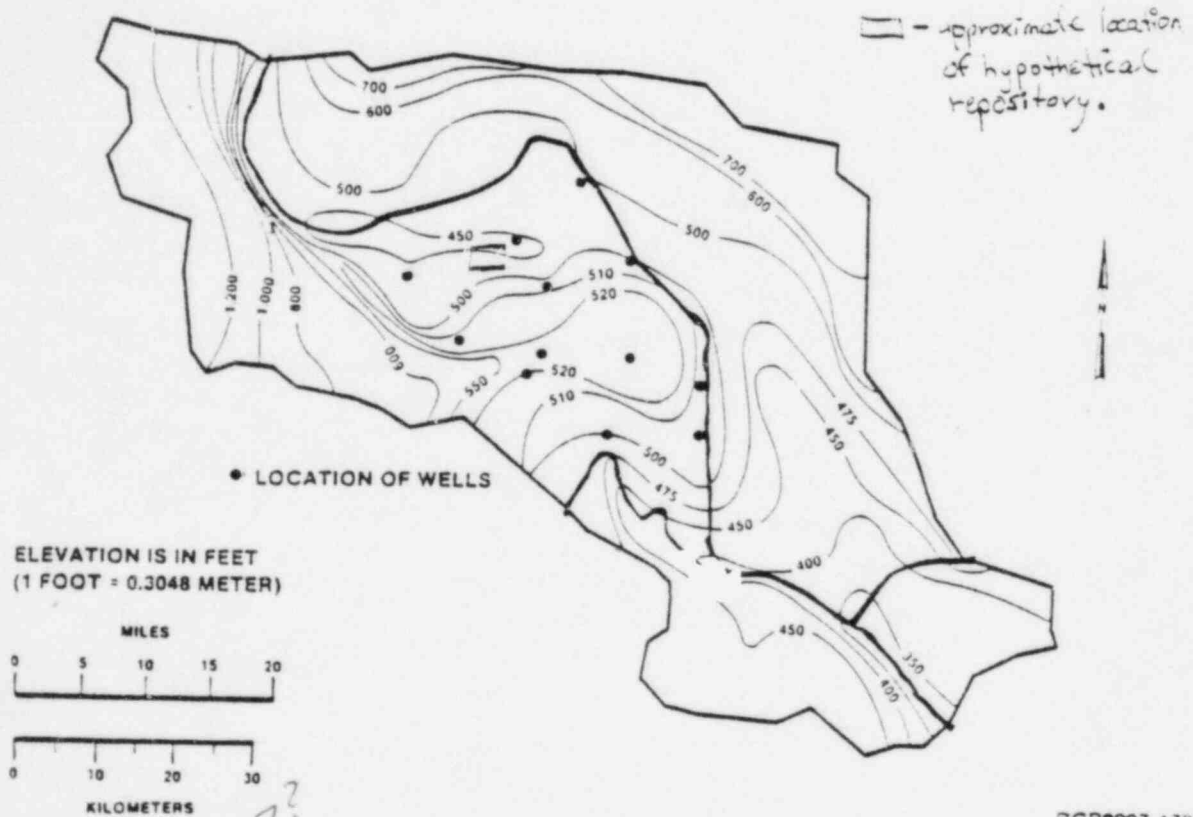 - approximate location
of hypothetical
repository.
700
600
500
700
600
500
450
1,200
1,000
800
500
510
520
600
550
520
510
500
475
450
475
450
400
450
350
400
● LOCATION OF WELLS
ELEVATION IS IN FEET
(1 FOOT = 0.3048 METER)
N
MILES
0 5 10 15 20
0 10 20 30
KILOMETERS
?